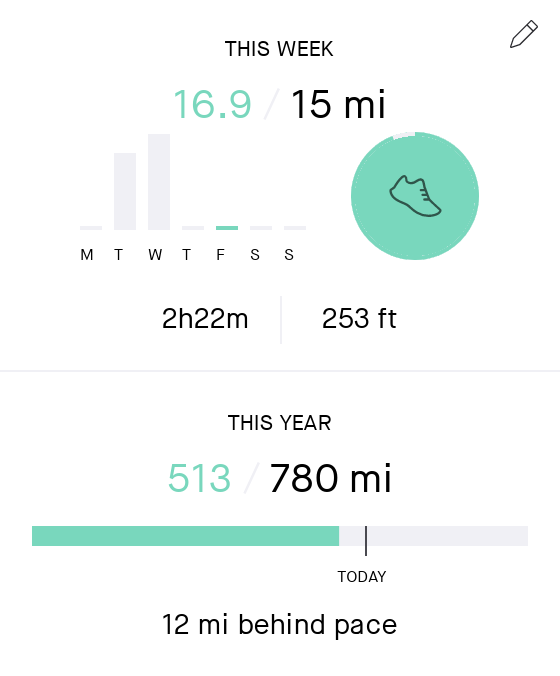 THIS WEEK
16.9 / 15 mi
M T W T F S S
2h22m 253 ft
THIS YEAR
513 / 780 mi
TODAY
12 mi behind pace